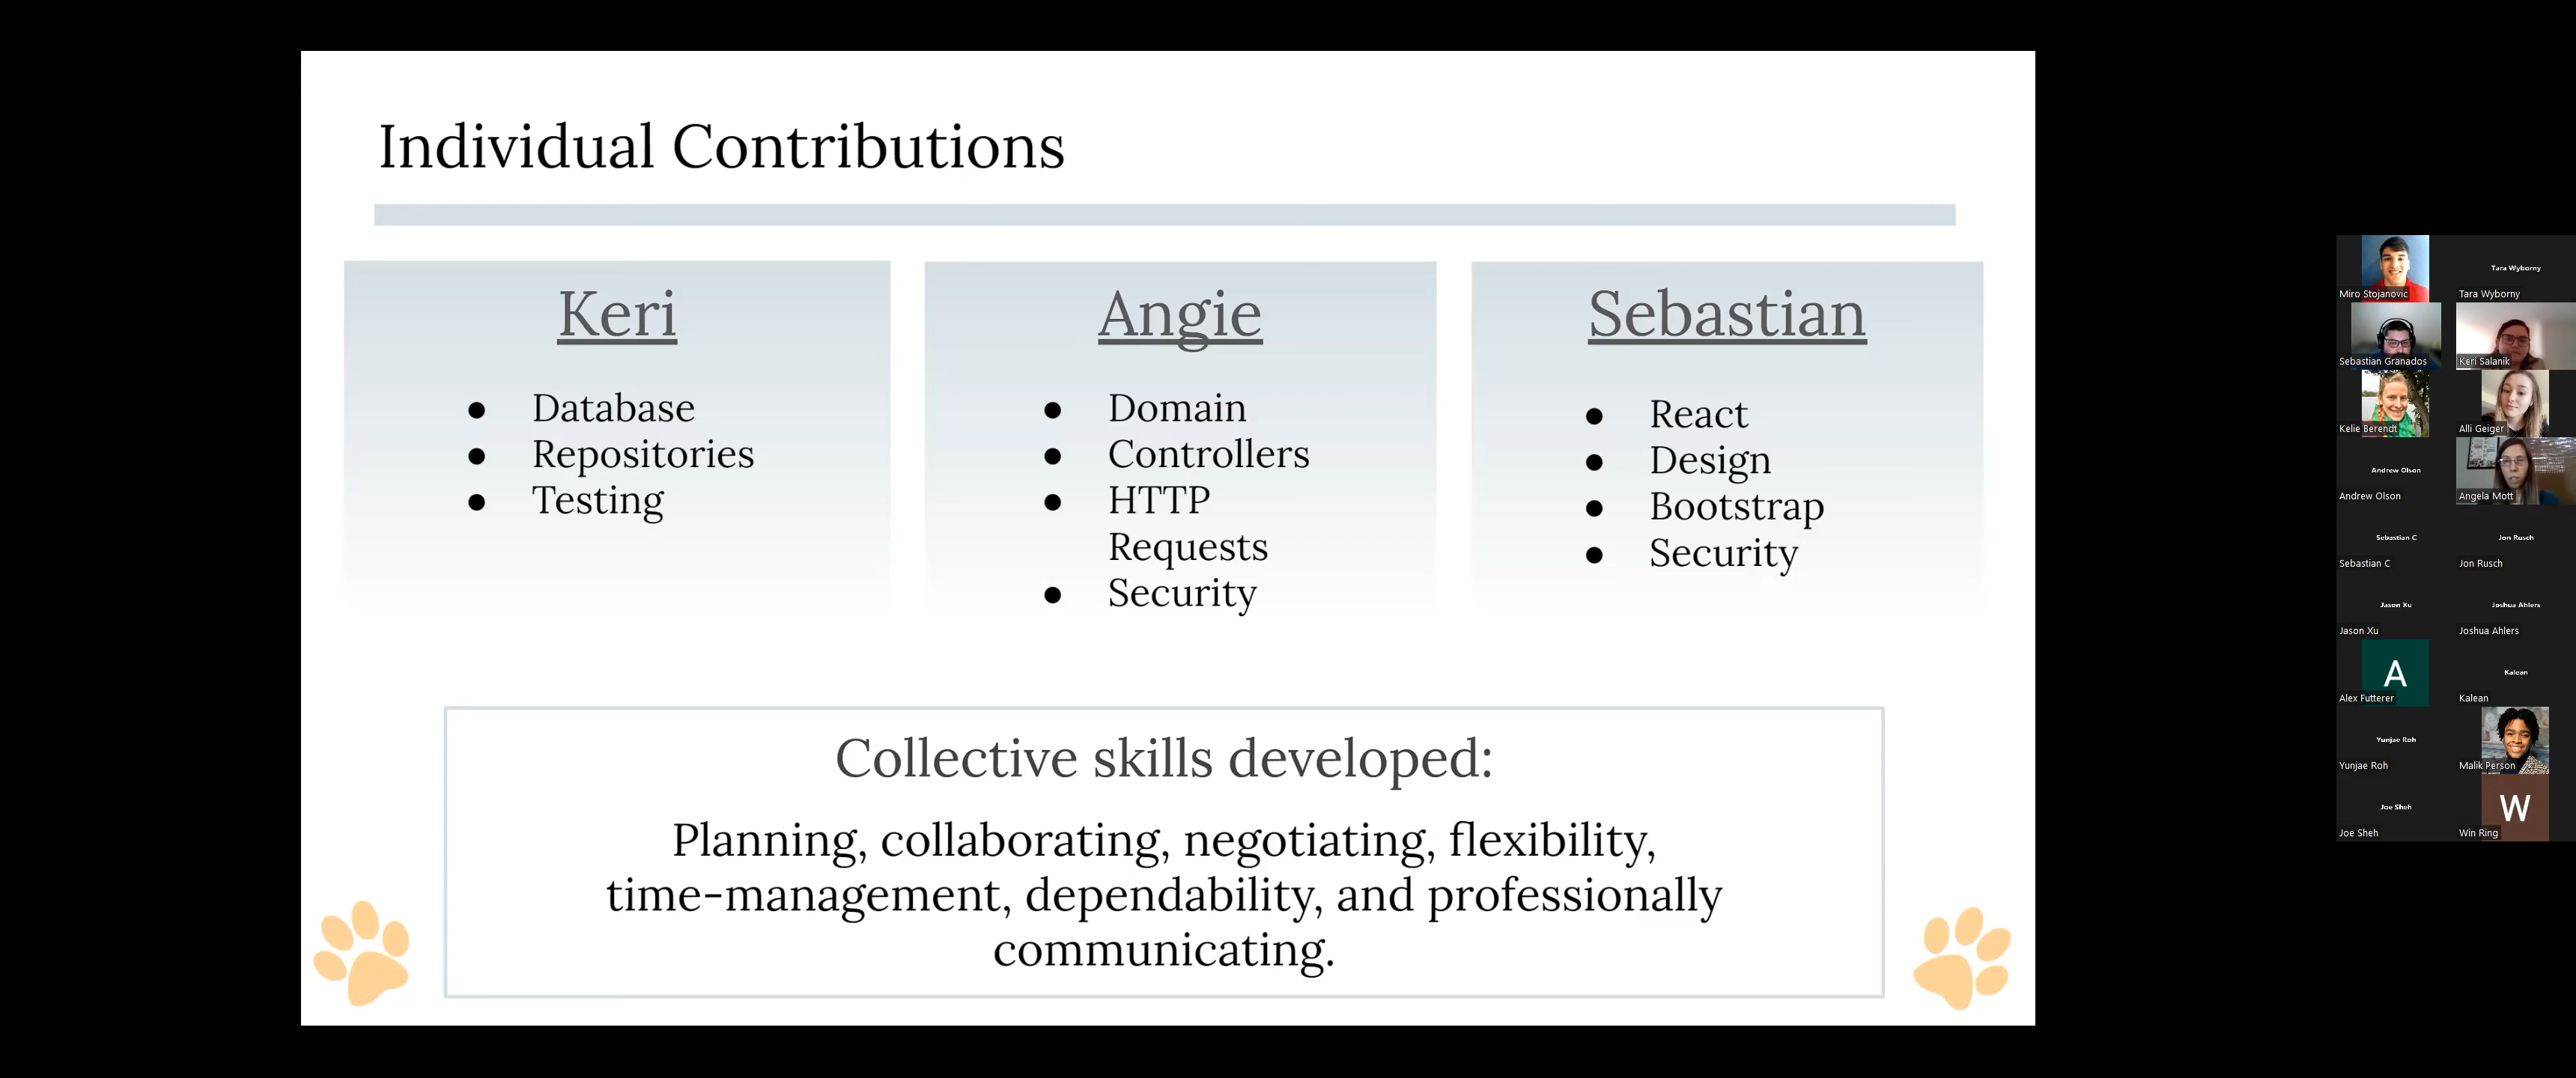 Individual Contributions
Keri
● Database
● Repositories
● Testing
Angie
● Domain
● Controllers
● HTTP
Requests
● Security
Sebastian
● React
● Design
● Bootstrap
● Security
Collective skills developed:
Planning, collaborating, negotiating, flexibility,
time-management, dependability, and professionally
communicating.
Miro Stojanovic
Tara Wyborny
Tara Wyborny
Sebastian Granados
Keri Salanik
Kelie Berendt
Alli Geiger
Andrew Olson
Andrew Olson
Angela Mott
Sebastian C
Sebastian C
Jon Rusch
Jon Rusch
Jason Xu
Jason Xu
Joshua Ahlers
Joshua Ahlers
A
Alex Futterer
Kalean
Kalean
Yunjae Roh
Yunjae Roh
Malik Person
Joe Sheh
Joe Sheh
W
Win Ring